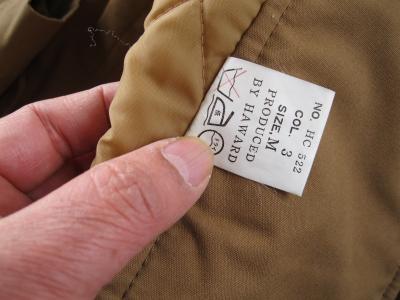 NO. HC 522
COL. 3
SIZE. M
PRODUCED
BY HAWARD